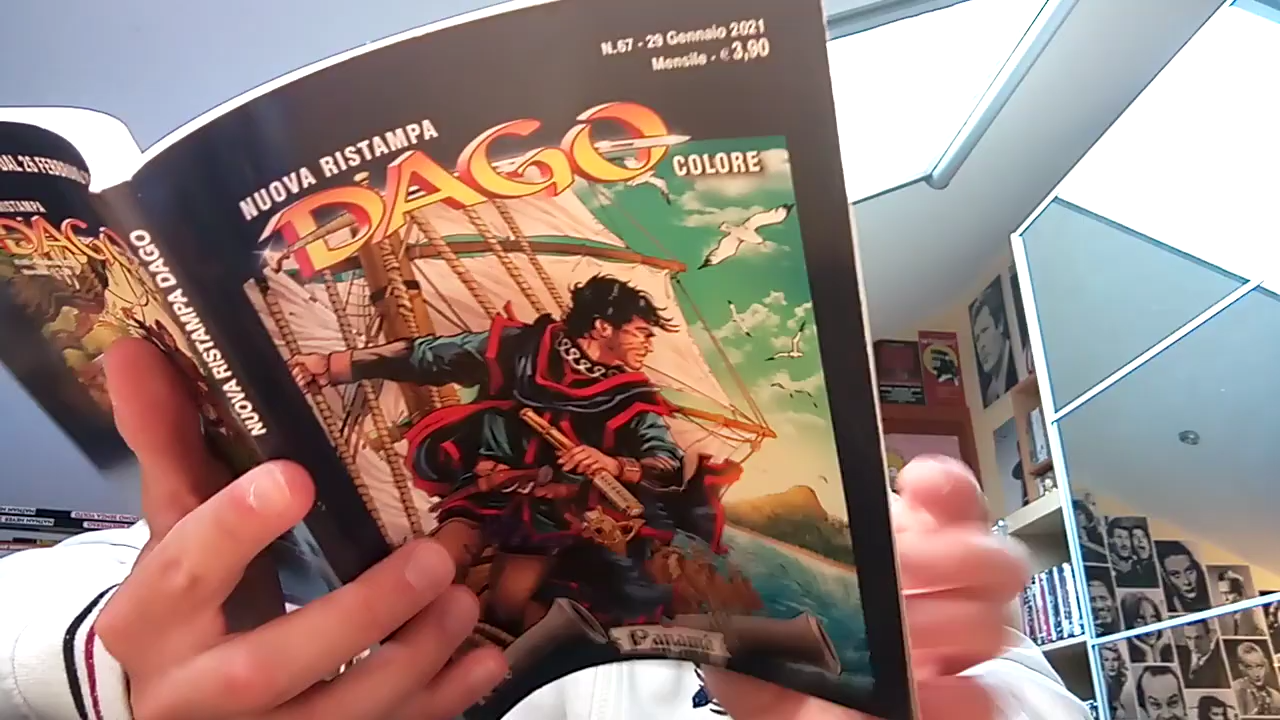 N.67 - 29 Gennaio 2021
Mensile - € 3,90
NUOVA RISTAMPA
DAGO
COLORE
Panama
NUOVA RISTAMPA DAGO
DAL 26 FEBBRAIO
RISTAMPA
DAGO